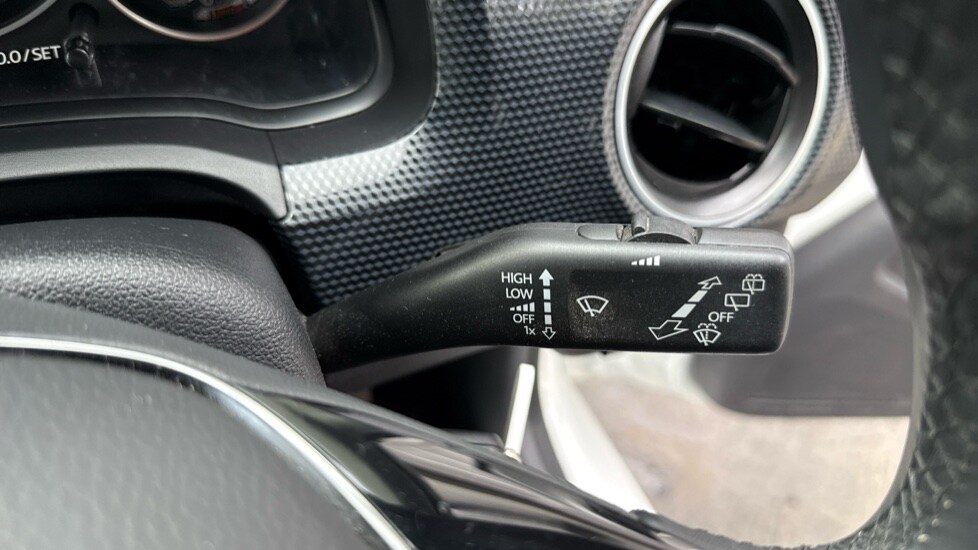 0.0/SET
HIGH
LOW
OFF
1x
OFF